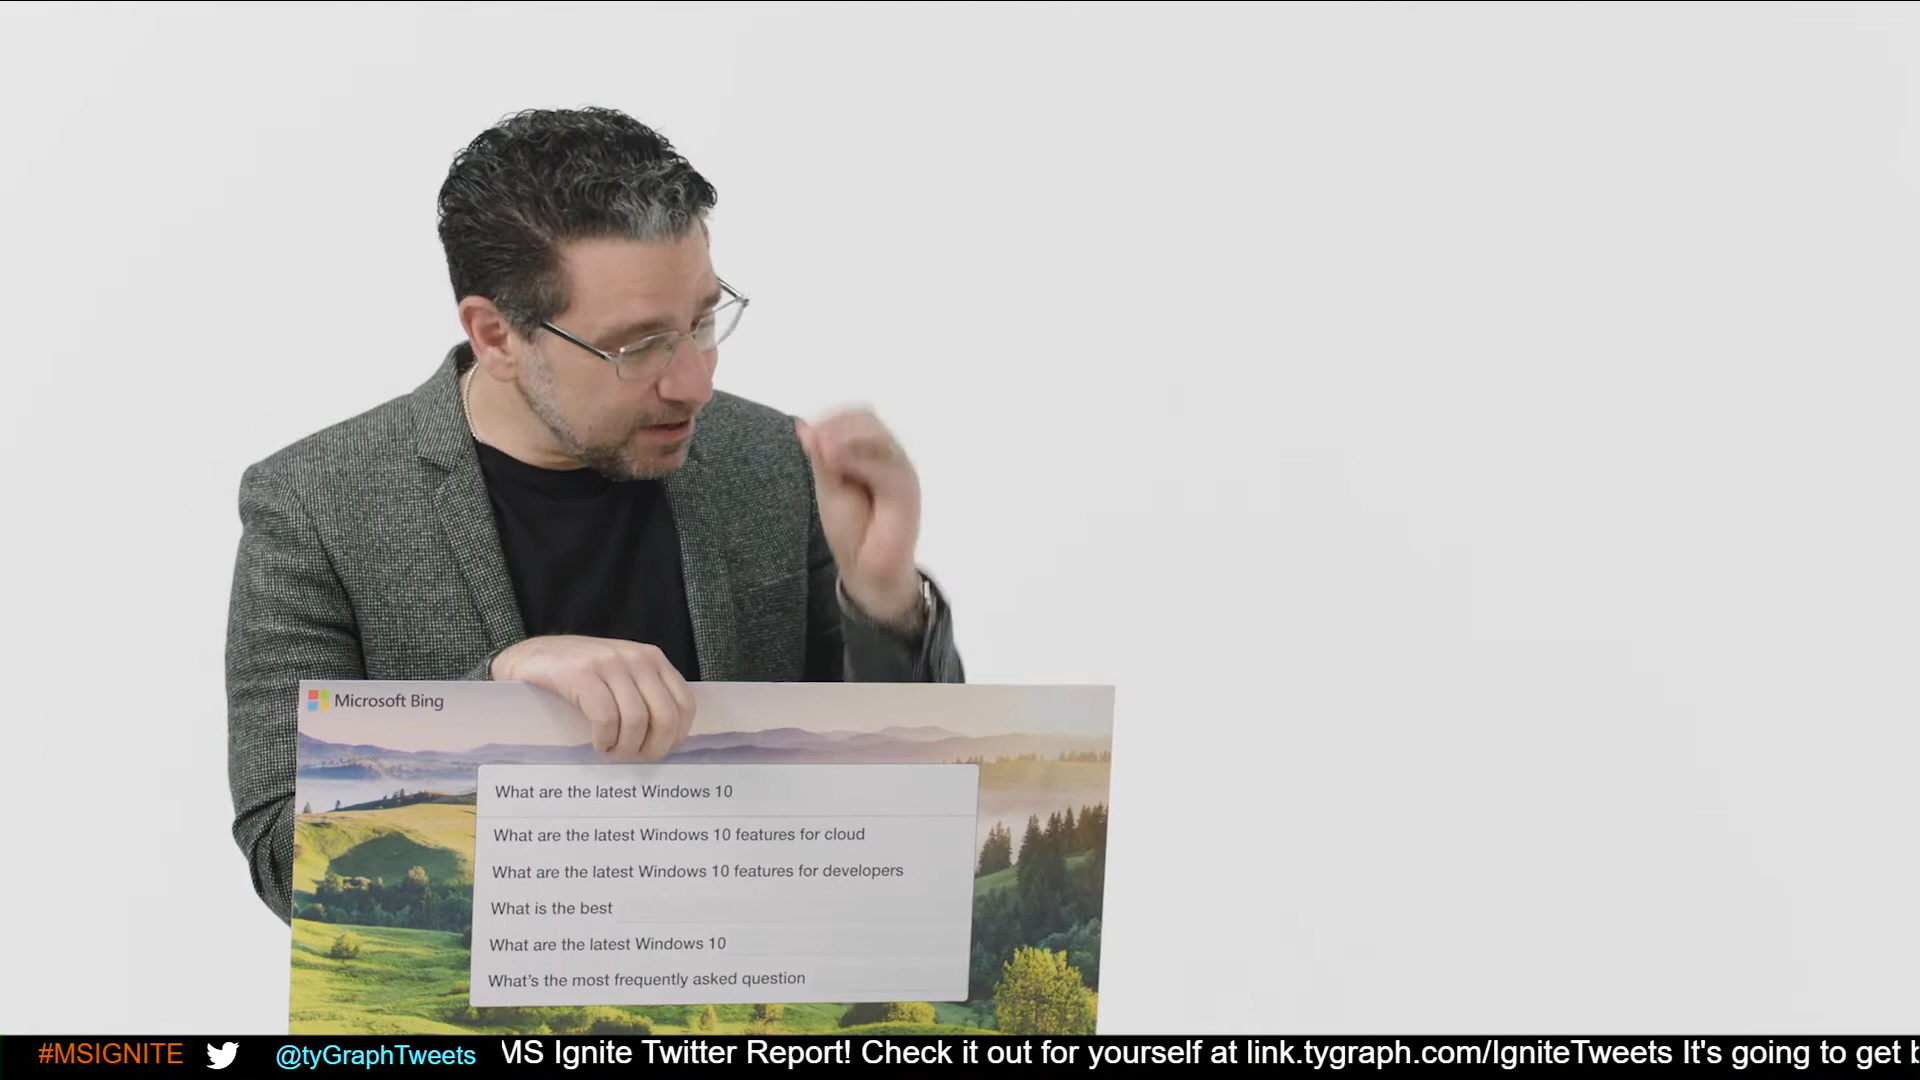 Microsoft Bing
What are the latest Windows 10
What are the latest Windows 10 features for cloud
What are the latest Windows 10 features for developers
What is the best
What are the latest Windows 10
What's the most frequently asked question
#MSIGNITE @tyGraphTweets MS Ignite Twitter Report! Check it out for yourself at link.tygraph.com/IgniteTweets It's going to get